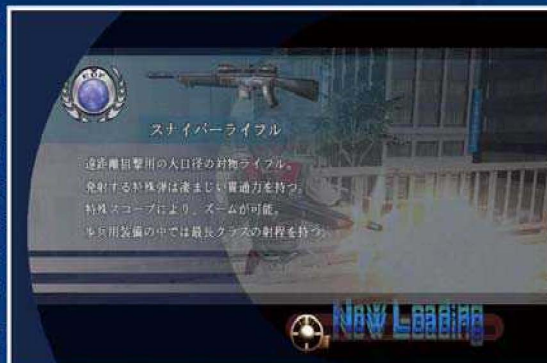 EDF
スナイパーライフル
遠距離狙撃用の大口径の対物ライフル。
発射する特殊弾は凄まじい貫通力を持つ。
特殊スコープにより、ズームが可能。
歩兵用装備の中では最長クラスの射程を持つ。
Now Loading